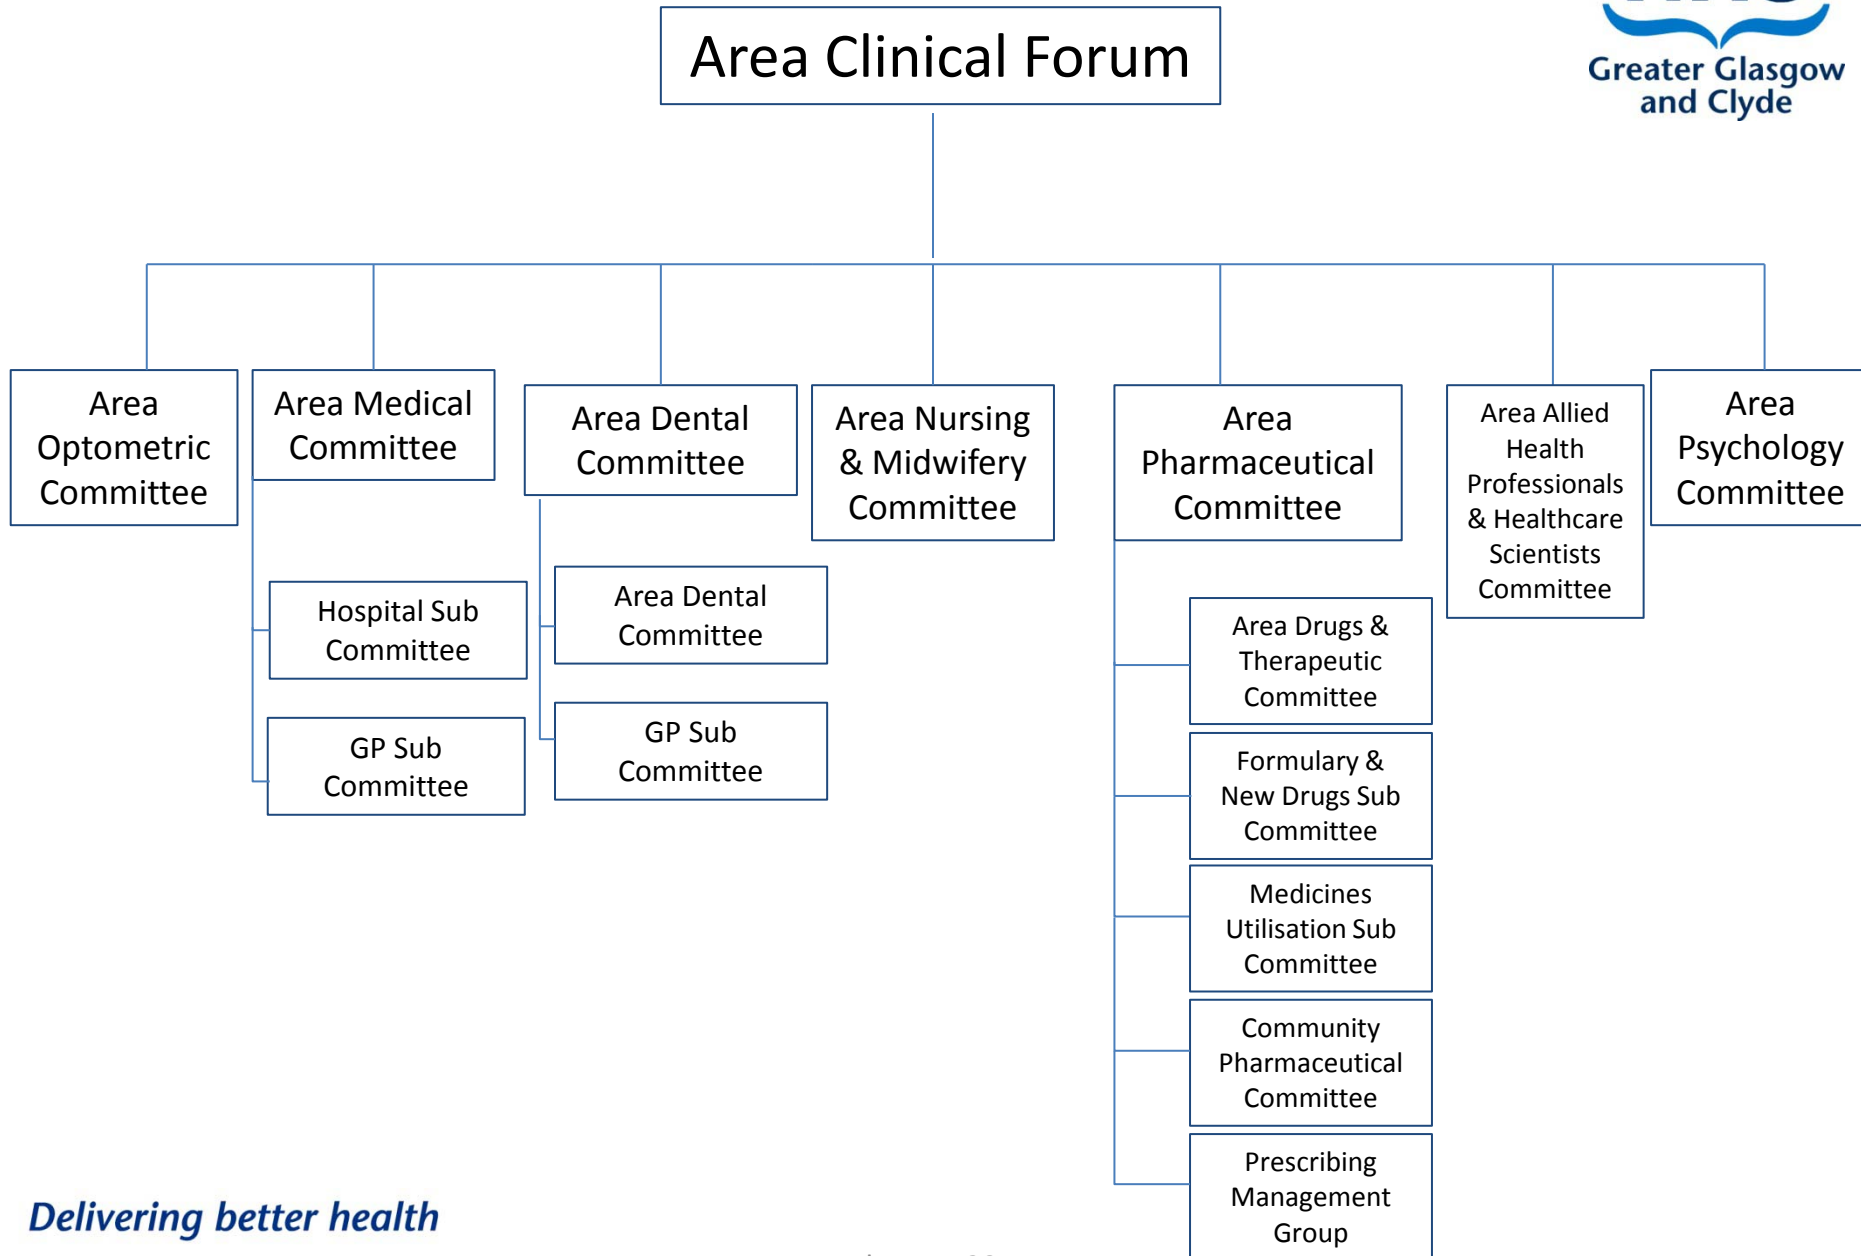 Area Clinical Forum
Greater Glasgow
and Clyde
Area
Optometric
Committee
Area Medical
Committee
Area Dental
Committee
Area Nursing
& Midwifery
Committee
Area
Pharmaceutical
Committee
Area Allied
Health
Professionals
& Healthcare
Scientists
Committee
Area
Psychology
Committee
Hospital Sub
Committee
GP Sub
Committee
Area Dental
Committee
GP Sub
Committee
Area Drugs &
Therapeutic
Committee
Formulary &
New Drugs Sub
Committee
Medicines
Utilisation Sub
Committee
Community
Pharmaceutical
Committee
Prescribing
Management
Group
Delivering better health